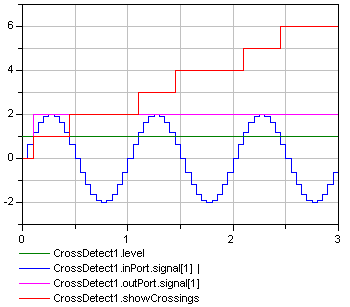 6
4
2
0
-2
0
1
2
3
CrossDetect1.level
CrossDetect1.inPort.signal[1] |
CrossDetect1.outPort.signal[1]
CrossDetect1.showCrossings